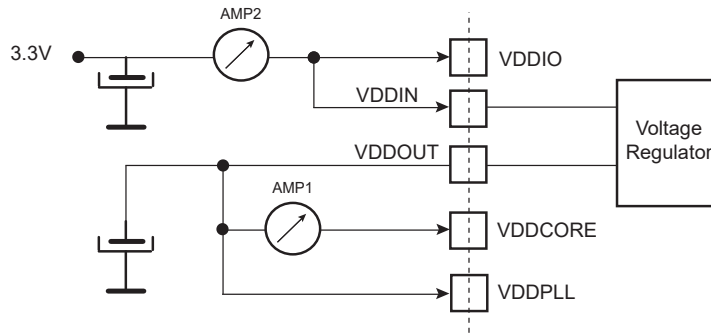 AMP2
3.3V
VDDIO
VDDIN
Voltage
Regulator
VDDOUT
AMP1
VDDCORE
VDDPLL